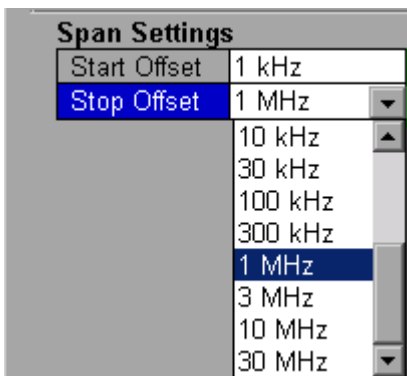 Span Settings
Start Offset 1 kHz
Stop Offset 1 MHz
10 kHz
30 kHz
100 kHz
300 kHz
1 MHz
3 MHz
10 MHz
30 MHz